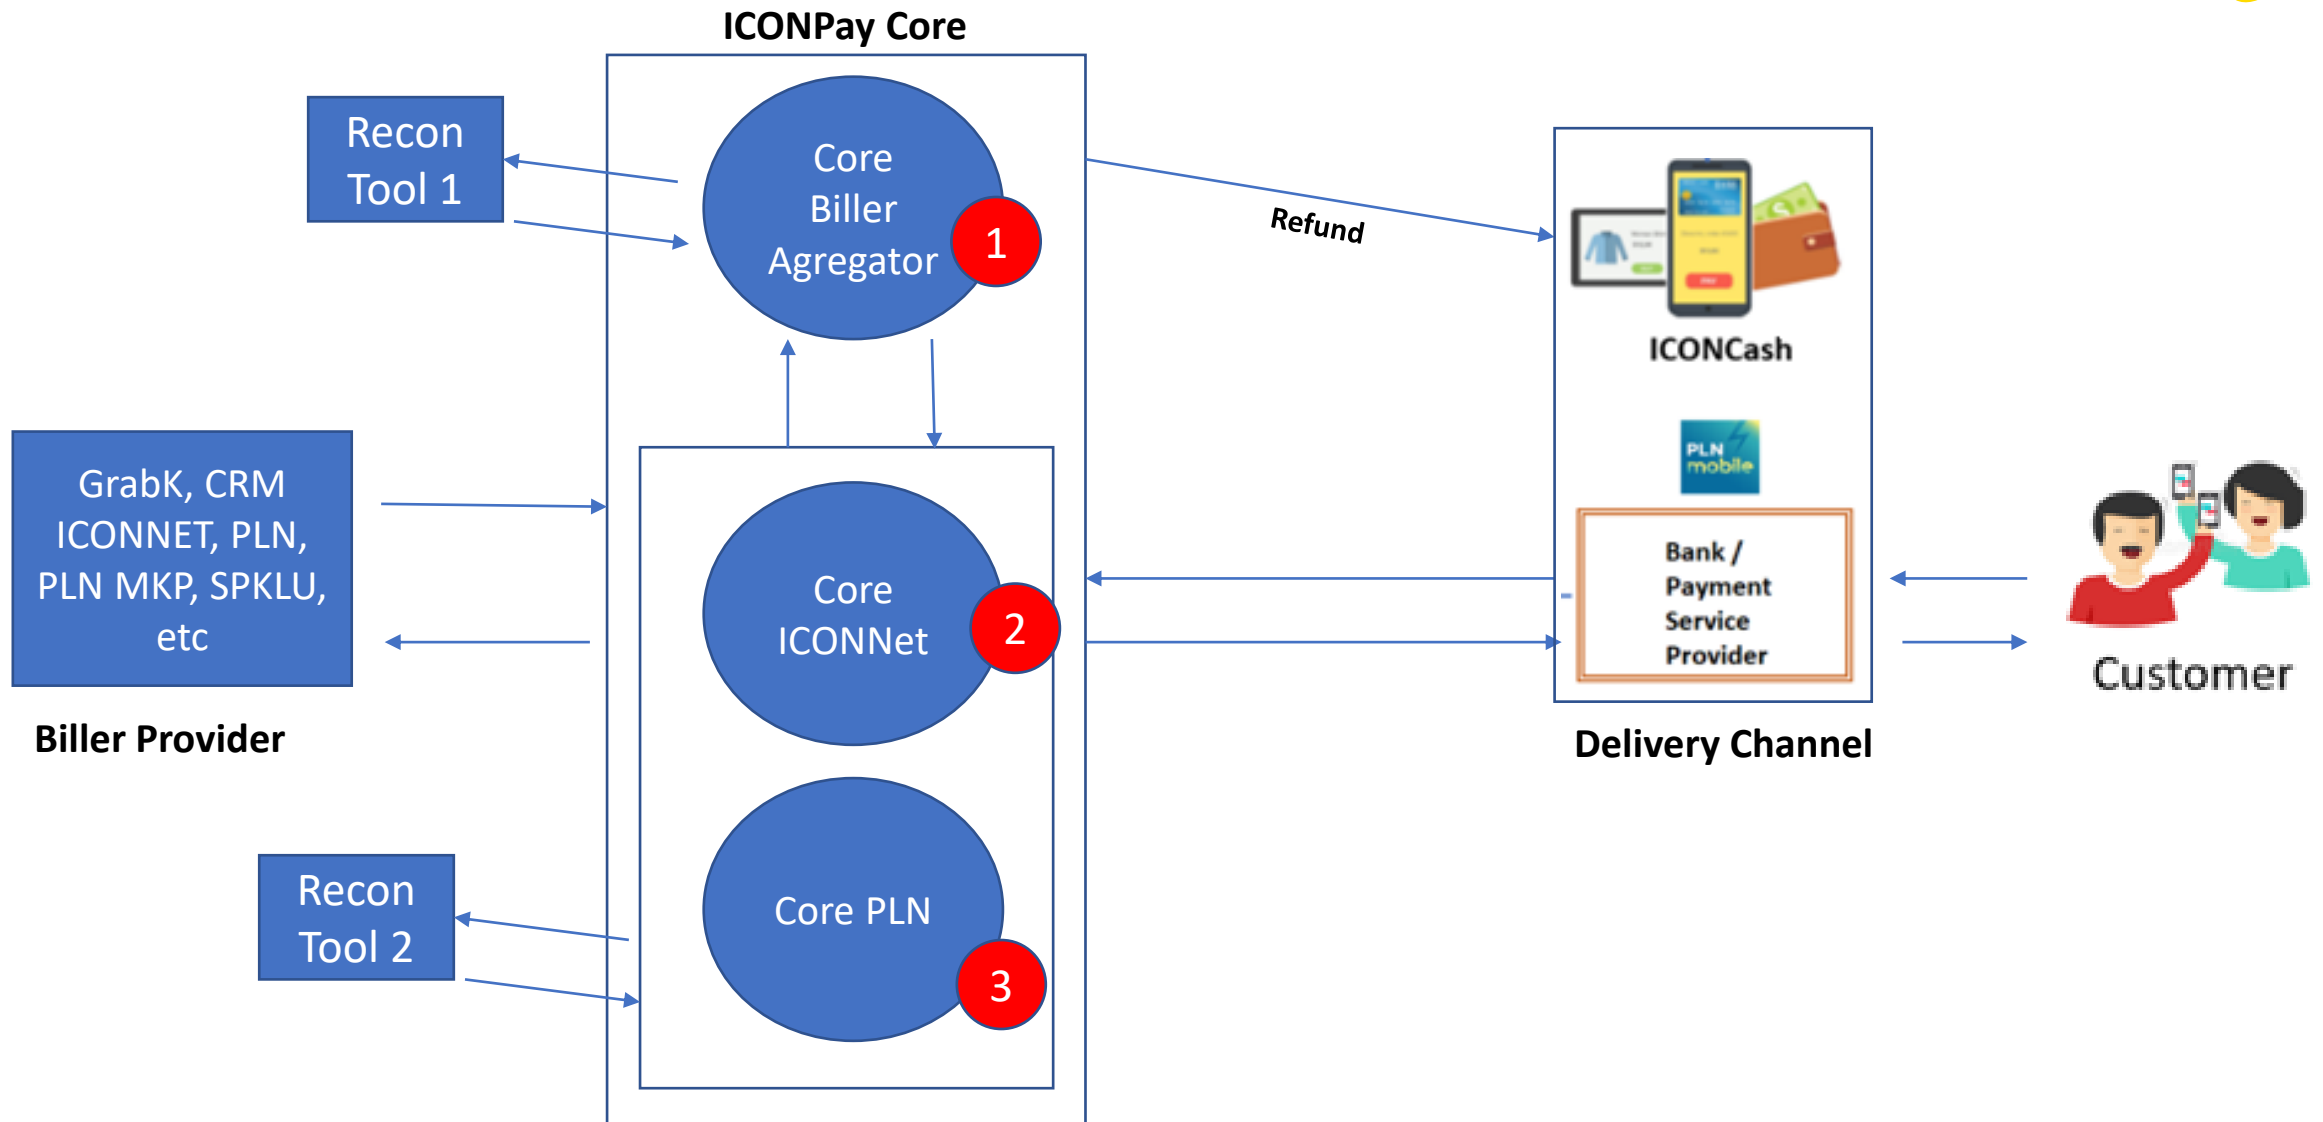 ICONPay Core
Recon
Tool 1
Core
Biller
Agregator
1
Refund
ICONCash
PLN
mobile
GrabK, CRM
ICONNET, PLN,
PLN MKP, SPKLU,
etc
Biller Provider
Core
ICONNet
2
Bank /
Payment
Service
Provider
Delivery Channel
Customer
Recon
Tool 2
Core PLN
3